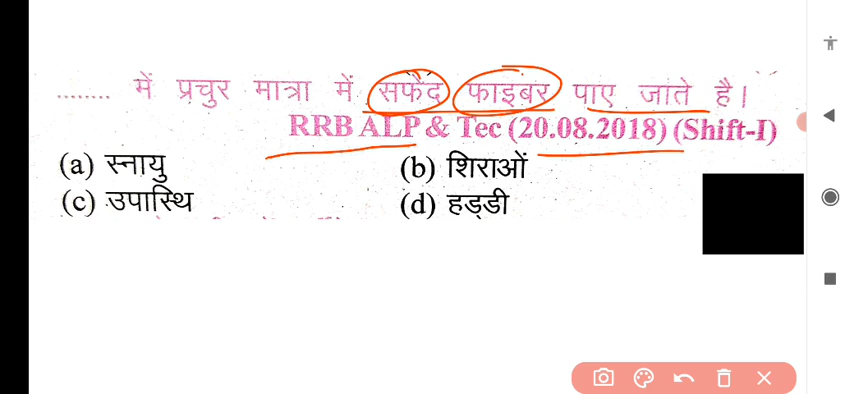 ........ में प्रचुर मात्रा में सफेद फाइबर पाए जाते है।
RRB ALP & Tec (20.08.2018) (Shift-I)
(a) स्नायु (b) शिराओं
(c) उपास्थि (d) हड्डी